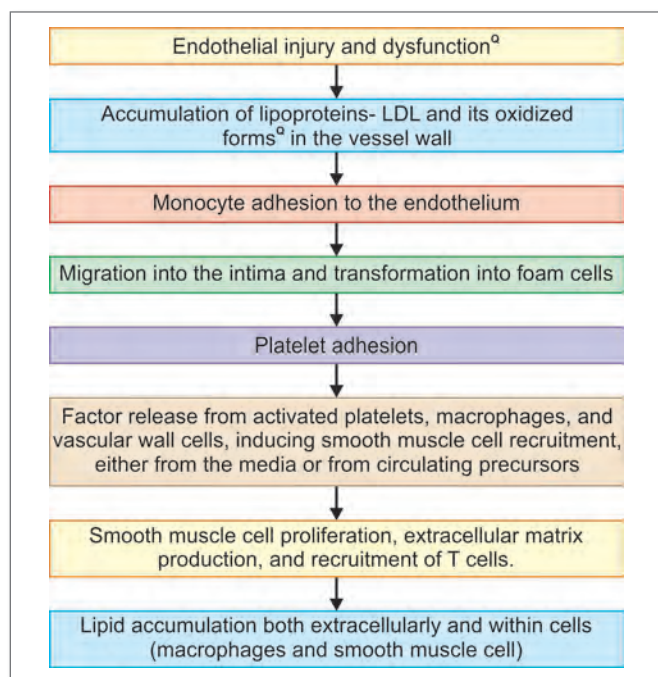 Endothelial injury and dysfunctionQ
Accumulation of lipoproteins- LDL and its oxidized
formsQ in the vessel wall
Monocyte adhesion to the endothelium
Migration into the intima and transformation into foam cells
Platelet adhesion
Factor release from activated platelets, macrophages, and
vascular wall cells, inducing smooth muscle cell recruitment,
either from the media or from circulating precursors
Smooth muscle cell proliferation, extracellular matrix
production, and recruitment of T cells.
Lipid accumulation both extracellularly and within cells
(macrophages and smooth muscle cell)